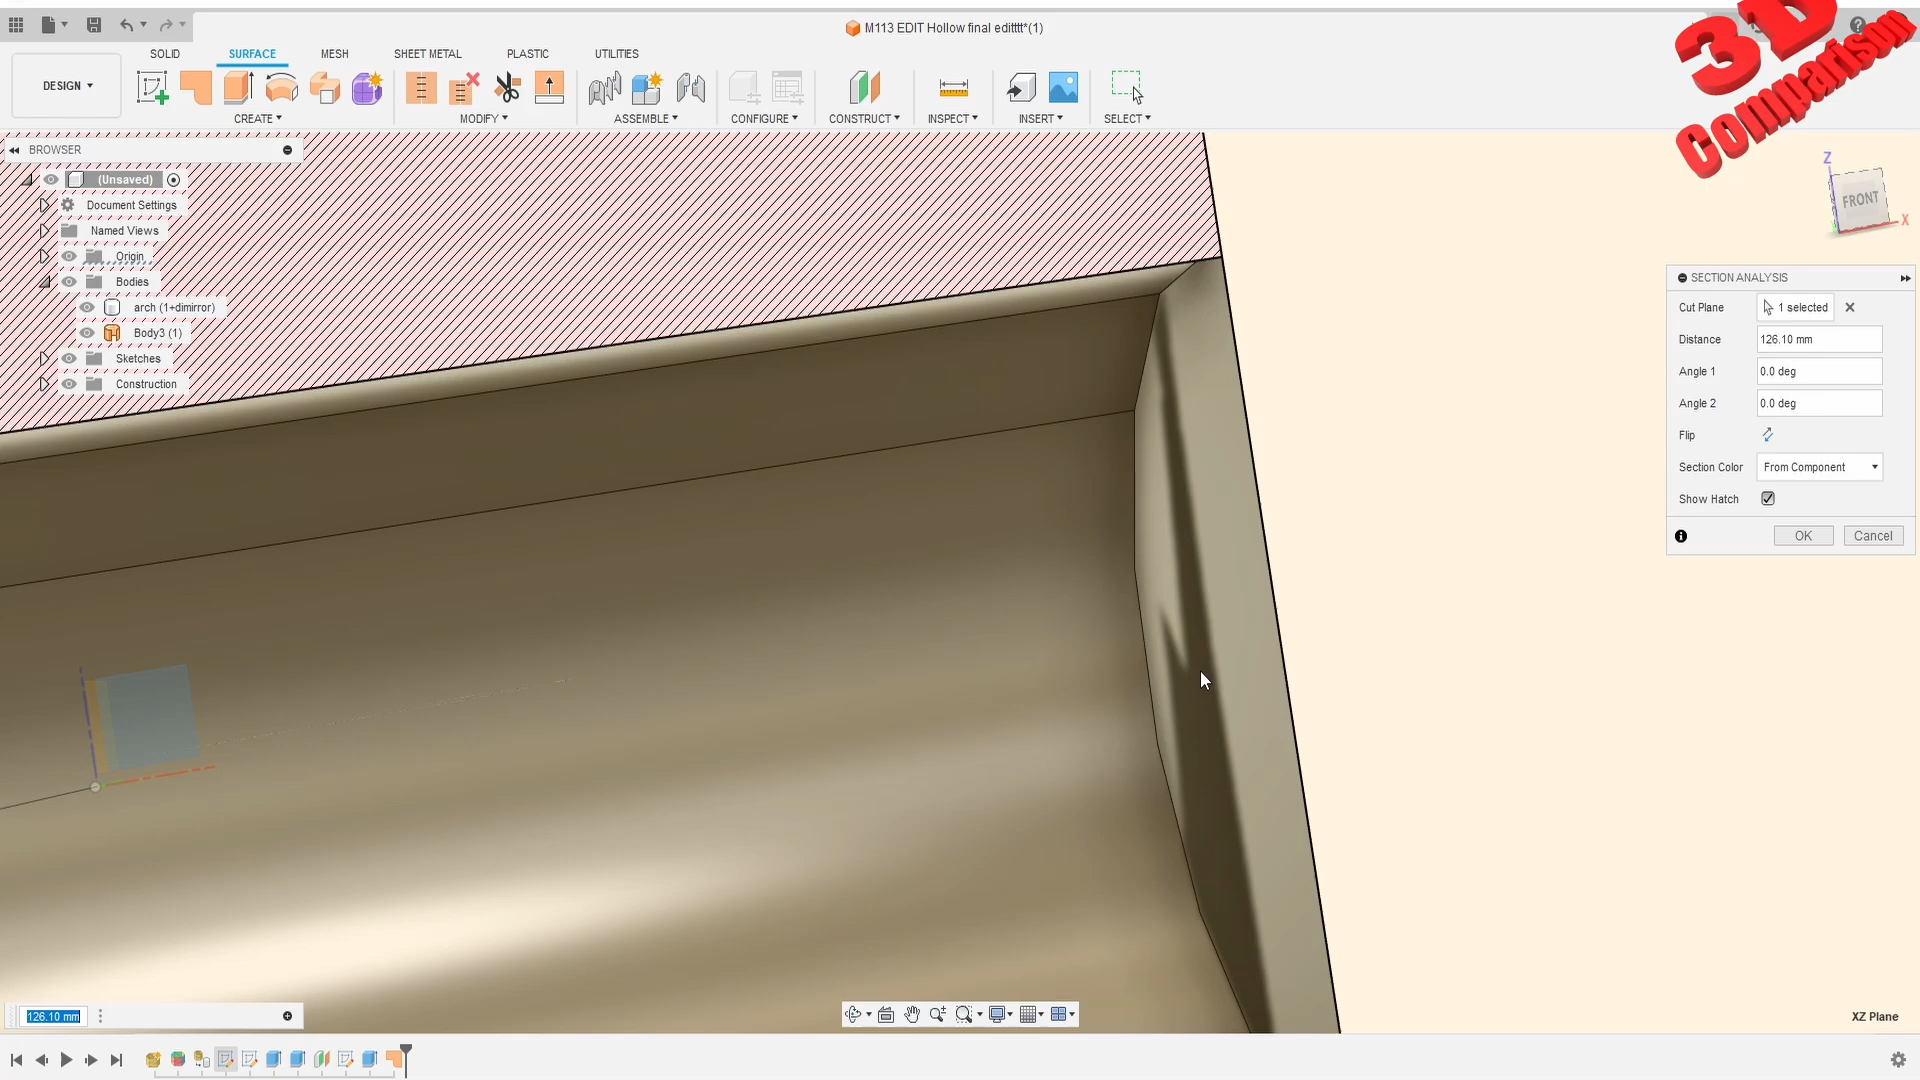 M113 EDIT Hollow final editttt*(1)
3D
Comparison
SOLID
SURFACE
MESH
SHEET METAL
PLASTIC
UTILITIES
DESIGN
CREATE
MODIFY
ASSEMBLE
CONFIGURE
CONSTRUCT
INSPECT
INSERT
SELECT
BROWSER
(Unsaved)
Document Settings
Named Views
Origin
Bodies
arch (1+dimirror)
Body3 (1)
Sketches
Construction
Z
FRONT
X
SECTION ANALYSIS
Cut Plane
1 selected
Distance
126.10 mm
Angle 1
0.0 deg
Angle 2
0.0 deg
Flip
Section Color
From Component
Show Hatch
OK
Cancel
126.10 mm
XZ Plane